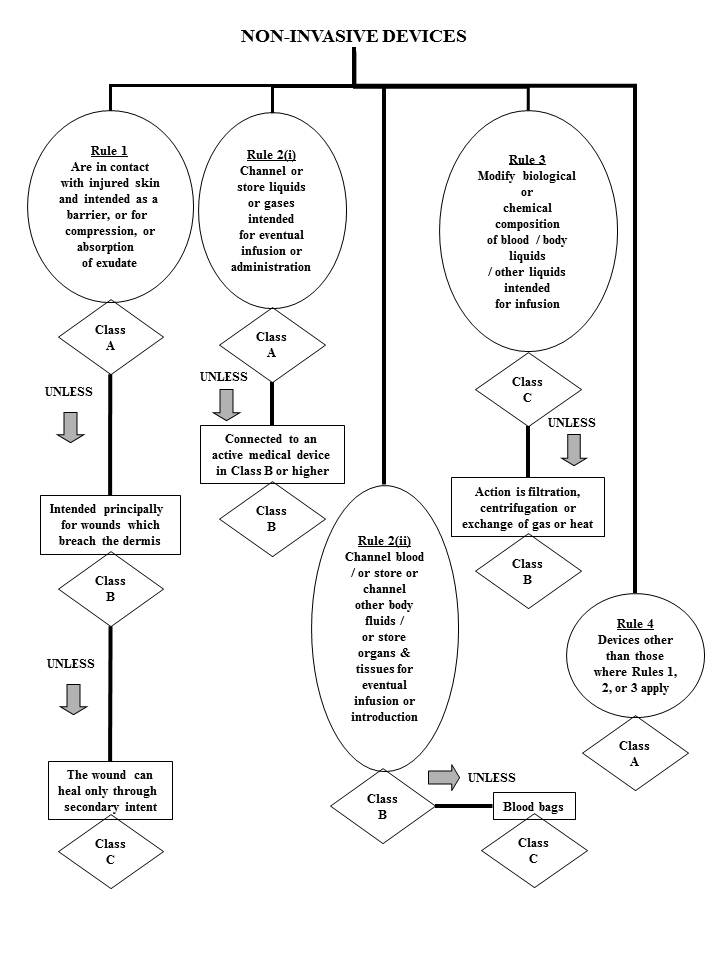 NON-INVASIVE DEVICES
Rule 1
Are in contact
with injured skin
and intended as a
barrier, or for
compression, or
absorption
of exudate
Class
A
UNLESS
Intended principally
for wounds which
breach the dermis
Class
B
UNLESS
The wound can
heal only through
secondary intent
Class
C
Rule 2(i)
Channel or
store liquids
or gases
intended
for eventual
infusion or
administration
Class
A
UNLESS
Connected to an
active medical device
in Class B or higher
Class
B
Rule 2(ii)
Channel blood
/ or store or
channel
other body
fluids /
or store
organs &
tissues for
eventual
infusion or
introduction
Class
B
UNLESS
Blood bags
Class
C
Rule 3
Modify biological
or
chemical
composition
of blood / body
liquids
/ other liquids
intended
for infusion
Class
C
UNLESS
Action is filtration,
centrifugation or
exchange of gas or heat
Class
B
Rule 4
Devices other
than those
where Rules 1,
2, or 3 apply
Class
A